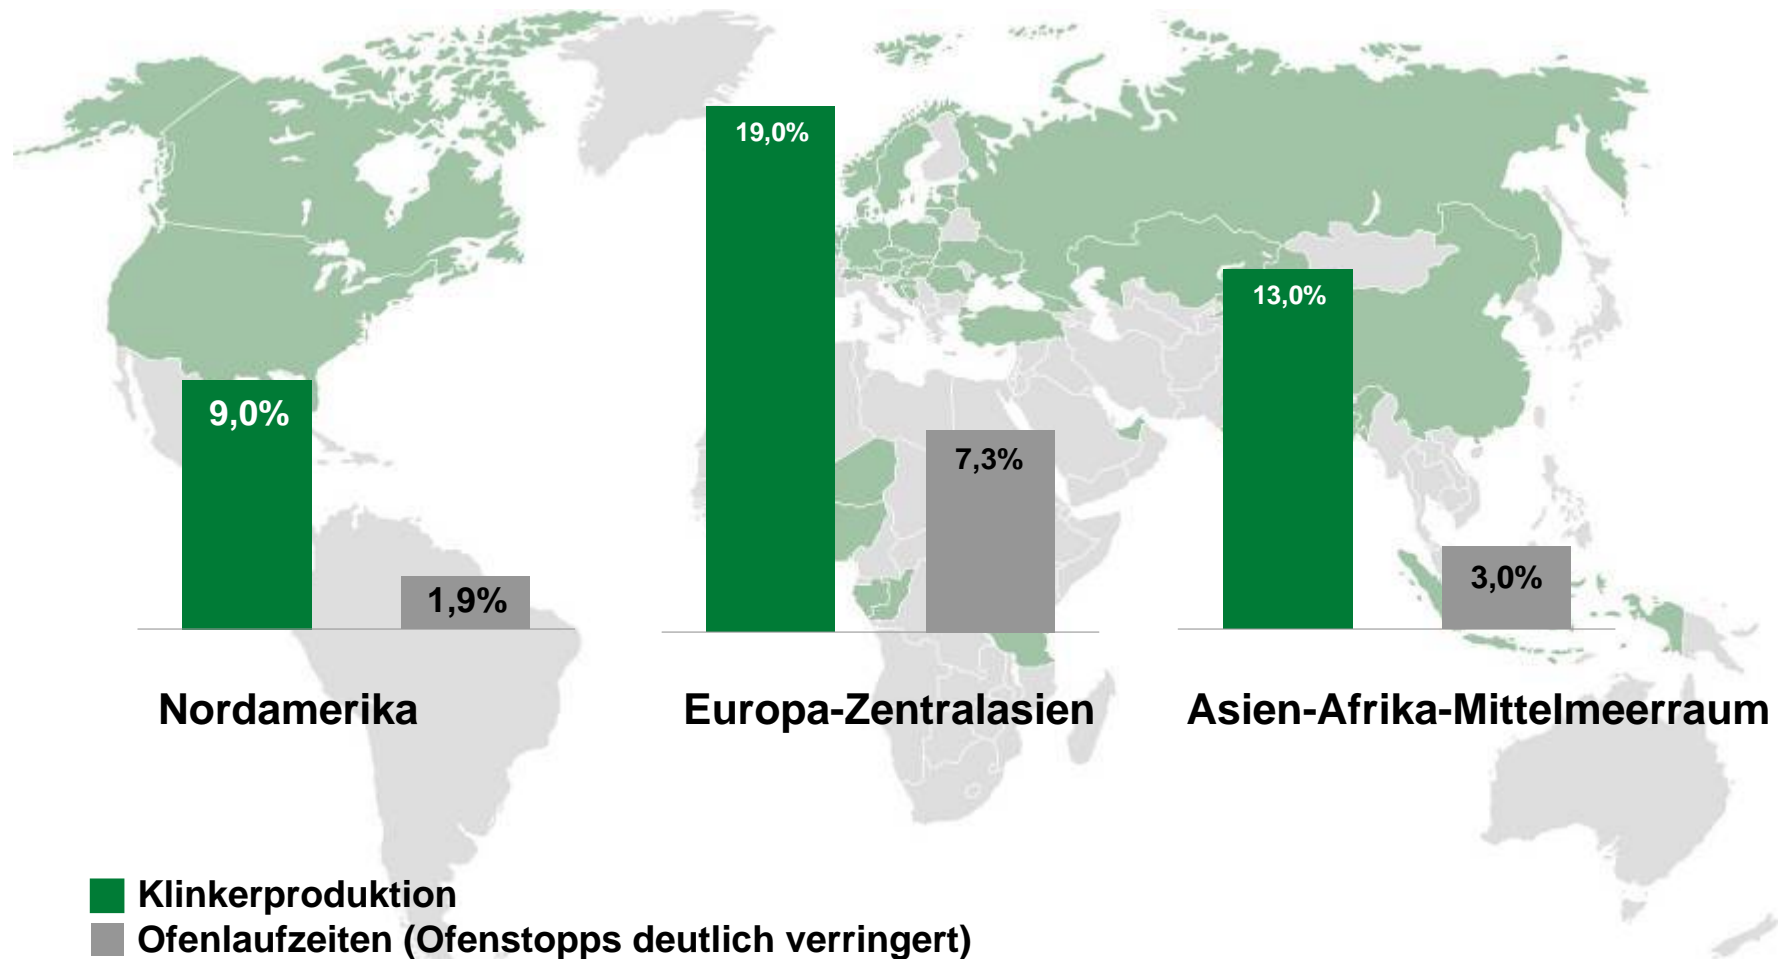 19,0%
13,0%
9,0%
7,3%
1,9%
3,0%
Nordamerika
Europa-Zentralasien
Asien-Afrika-Mittelmeerraum
Klinkerproduktion
Ofenlaufzeiten (Ofenstopps deutlich verringert)